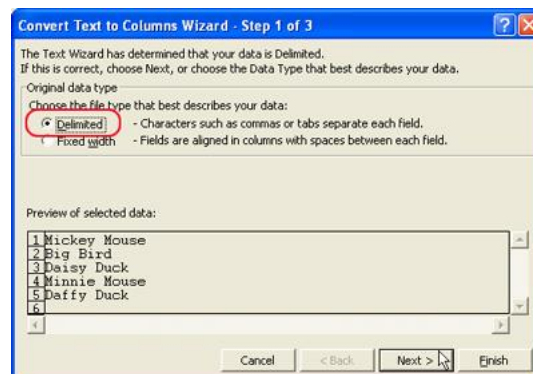 Convert Text to Columns Wizard - Step 1 of 3
The Text Wizard has determined that your data is Delimited.
If this is correct, choose Next, or choose the Data Type that best describes your data.
Original data type
Choose the file type that best describes your data:
Delimited - Characters such as commas or tabs separate each field.
Fixed width - Fields are aligned in columns with spaces between each field.
Preview of selected data:
1 Mickey Mouse
2 Big Bird
3 Daisy Duck
4 Minnie Mouse
5 Daffy Duck
6
Cancel < Back Next > Finish